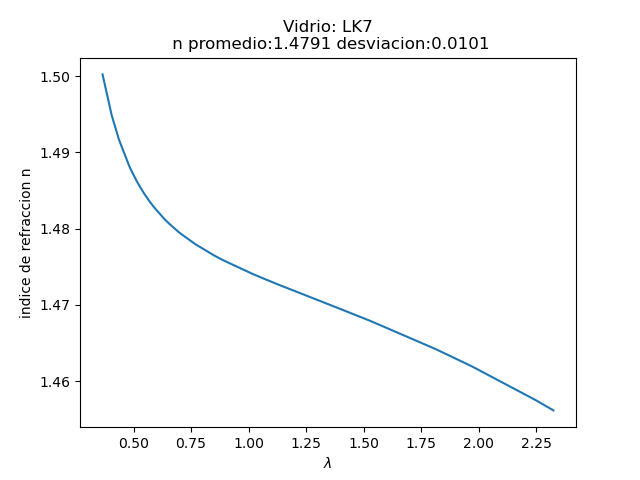 Vidrio: LK7
n promedio:1.4791 desviacion:0.0101
indice de refraccion n
1.50
1.49
1.48
1.47
1.46
0.50 0.75 1.00 1.25 1.50 1.75 2.00 2.25
λ